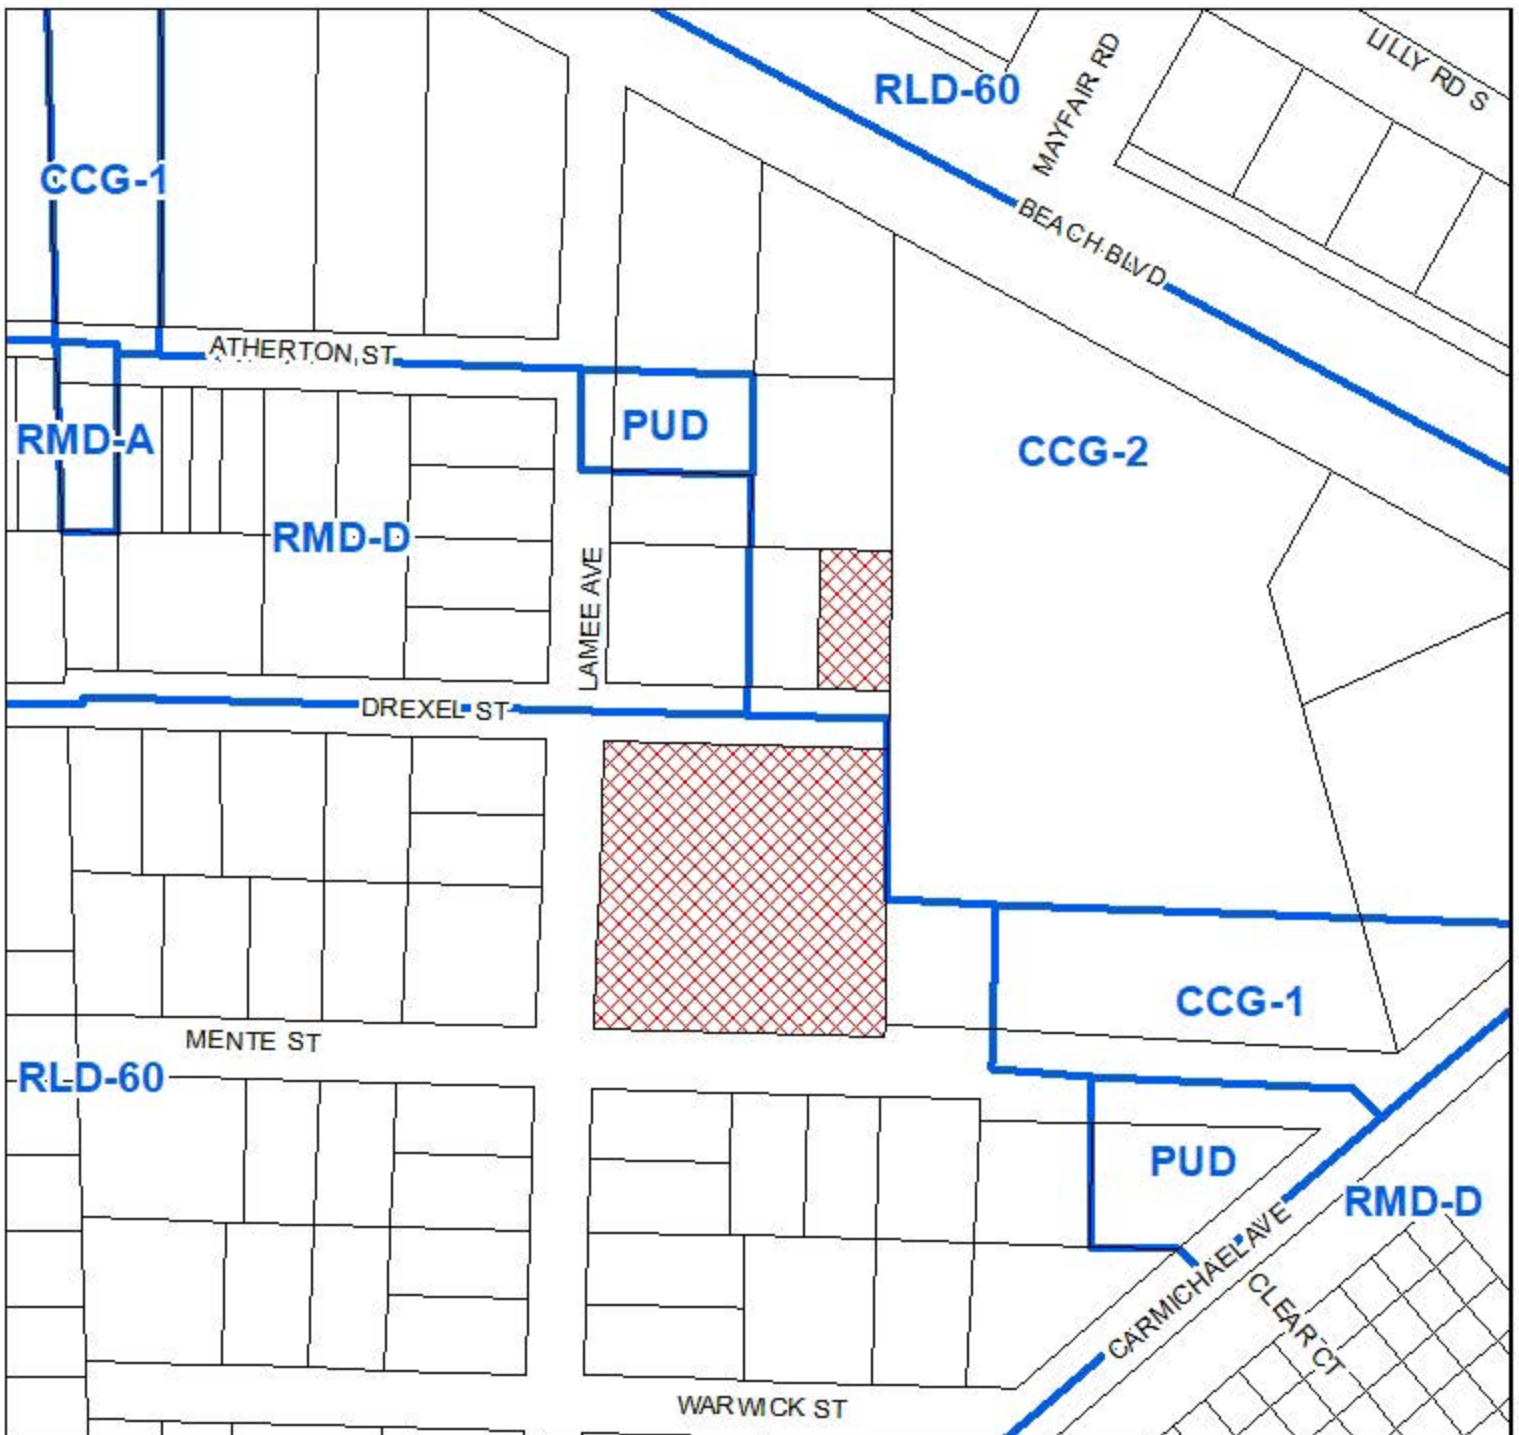 LILLY RD S
RLD-60
MAYFAIR RD
CCG-1
BEACH BLVD
ATHERTON ST
PUD
RMD-A
CCG-2
RMD-D
LAMEE AVE
DREXEL ST
CCG-1
MENTE ST
RLD-60
PUD
RMD-D
CARMICHAEL AVE
CLEAR CT
WARWICK ST